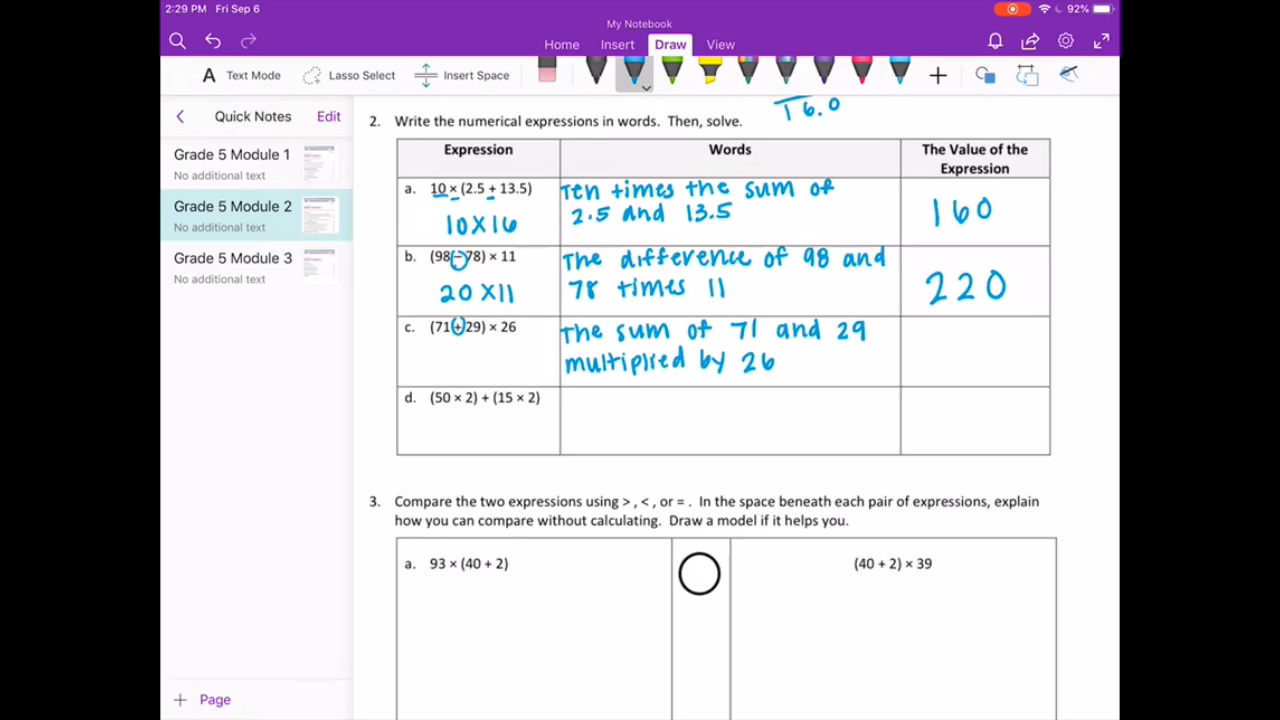 2:29 PM Fri Sep 6
92%
My Notebook
Home Insert Draw View
A Text Mode Lasso Select Insert Space
Quick Notes Edit
Grade 5 Module 1
No additional text
Grade 5 Module 2
No additional text
Grade 5 Module 3
No additional text
+ Page
16.0
2. Write the numerical expressions in words. Then, solve.
Expression Words The Value of the
Expression
a. 10 × (2.5 + 13.5) Ten times the sum of
2.5 and 13.5
10X16 160
b. (98 − 78) × 11 The difference of 98 and
78 times 11
20 X11 220
c. (71 + 29) × 26 The sum of 71 and 29
multiplied by 26
d. (50 × 2) + (15 × 2)
3. Compare the two expressions using > , < , or = . In the space beneath each pair of expressions, explain
how you can compare without calculating. Draw a model if it helps you.
a. 93 × (40 + 2) (40 + 2) × 39